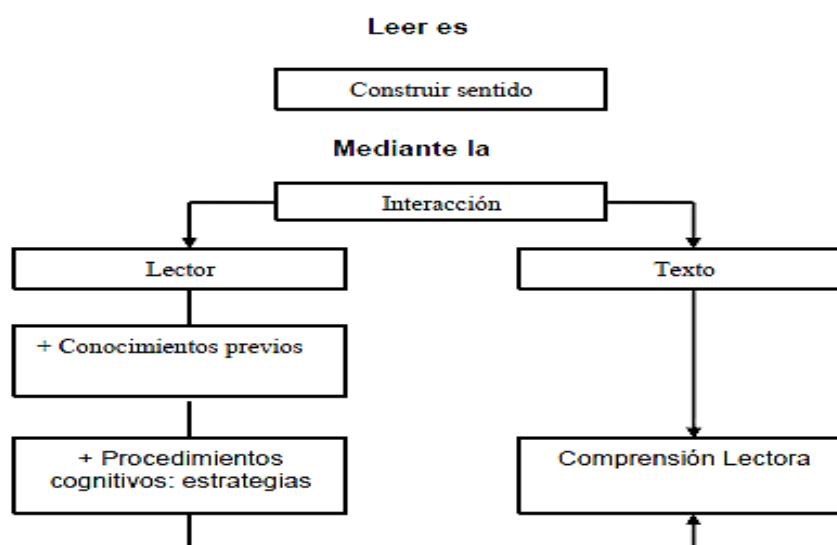 Leer es
Construir sentido
Mediante la
Interacción
Lector
Texto
+ Conocimientos previos
+ Procedimientos
cognitivos: estrategias
Comprensión Lectora